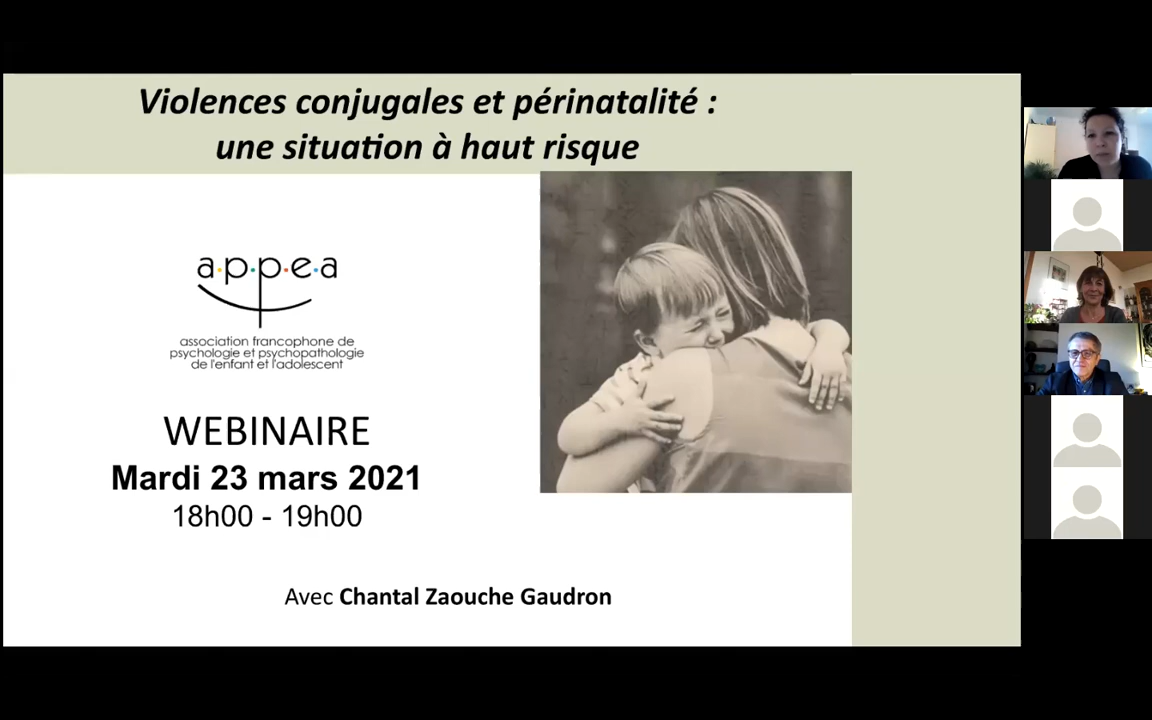 Violences conjugales et périnatalité :
une situation à haut risque
a·p·p·e·a
association francophone de
psychologie et psychopathologie
de l'enfant et l'adolescent
WEBINAIRE
Mardi 23 mars 2021
18h00 - 19h00
Avec Chantal Zaouche Gaudron